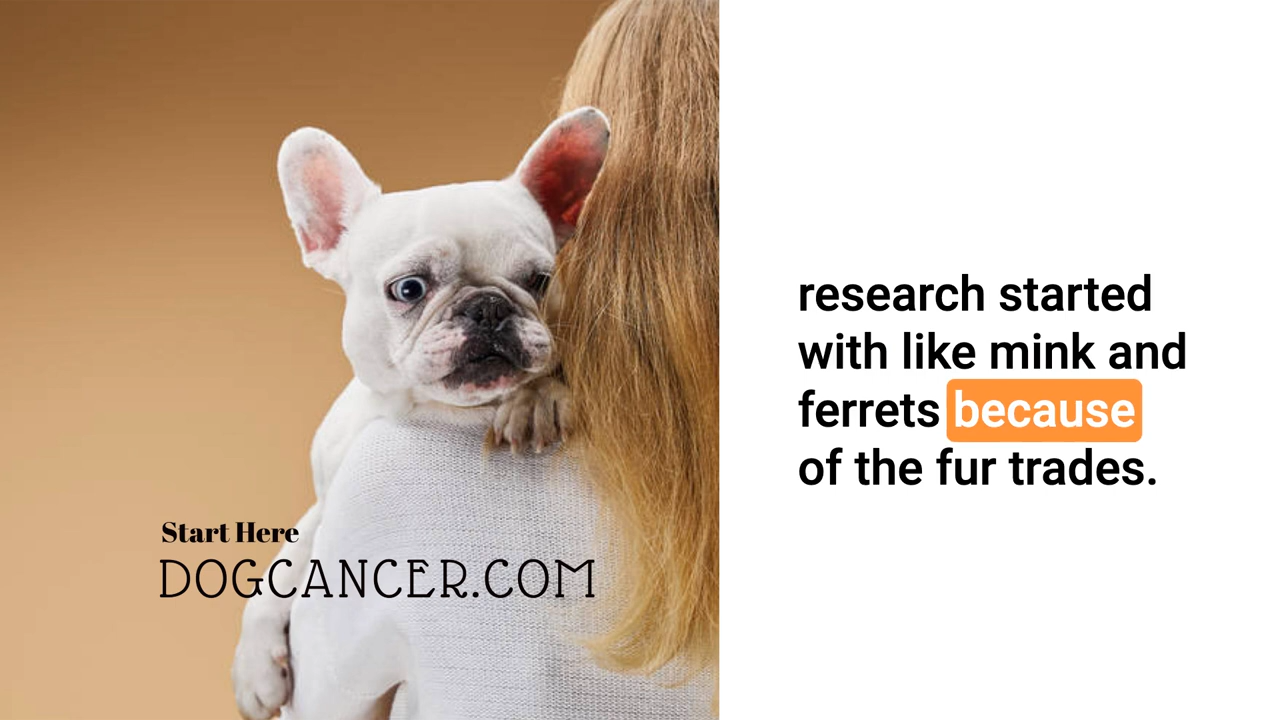 Start Here
DOGCANCER.COM
research started
with like mink and
ferrets because
of the fur trades.